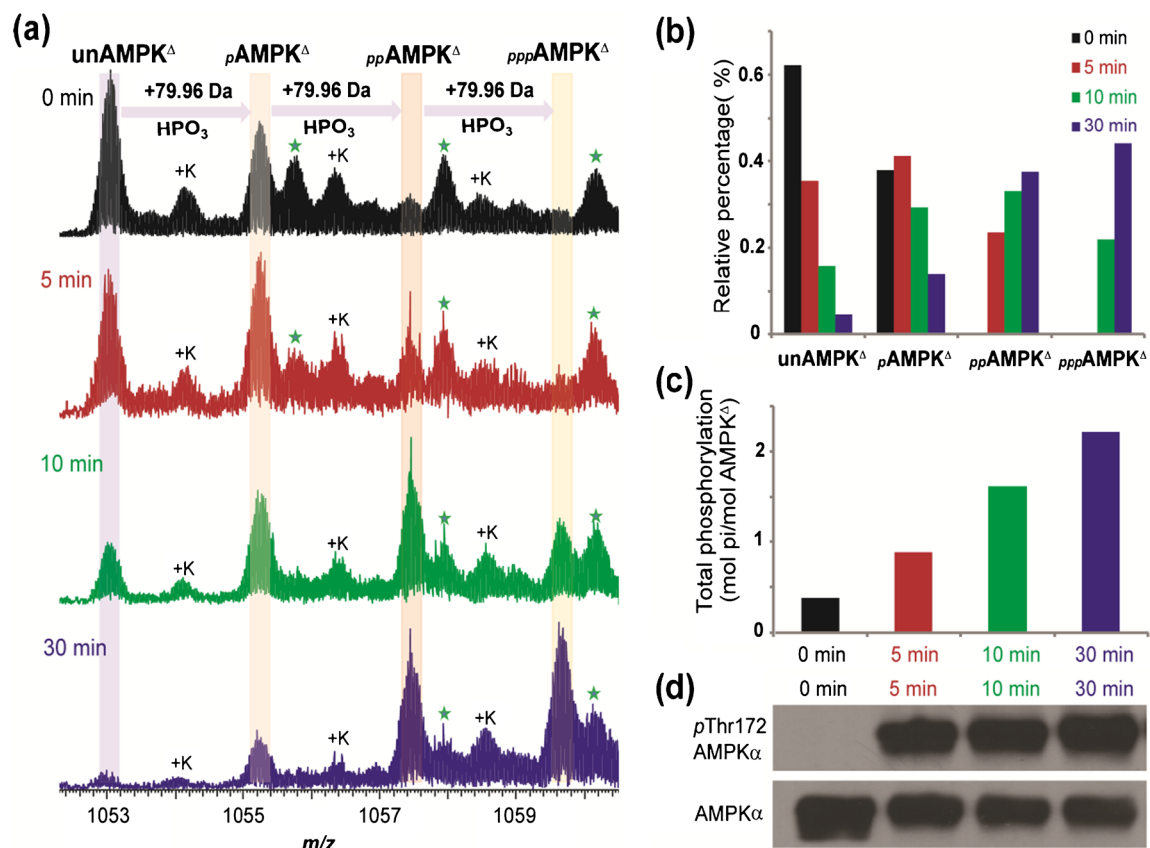 (a)
unAMPKΔ
pAMPKΔ
ppAMPKΔ
pppAMPKΔ
0 min
+79.96 Da
+79.96 Da
+79.96 Da
HPO3
HPO3
HPO3
+K
+K
+K
5 min
+K
+K
+K
10 min
+K
+K
+K
30 min
+K
+K
+K
1053
1055
1057
1059
m/z
(b)
0 min
5 min
10 min
30 min
Relative percentage( %)
0.6
0.4
0.2
0
unAMPKΔ
pAMPKΔ
ppAMPKΔ
pppAMPKΔ
(c)
Total phosphorylation
(mol pi/mol AMPKΔ)
2
1
0
0 min
5 min
10 min
30 min
(d)
0 min
5 min
10 min
30 min
pThr172
AMPKα
AMPKα